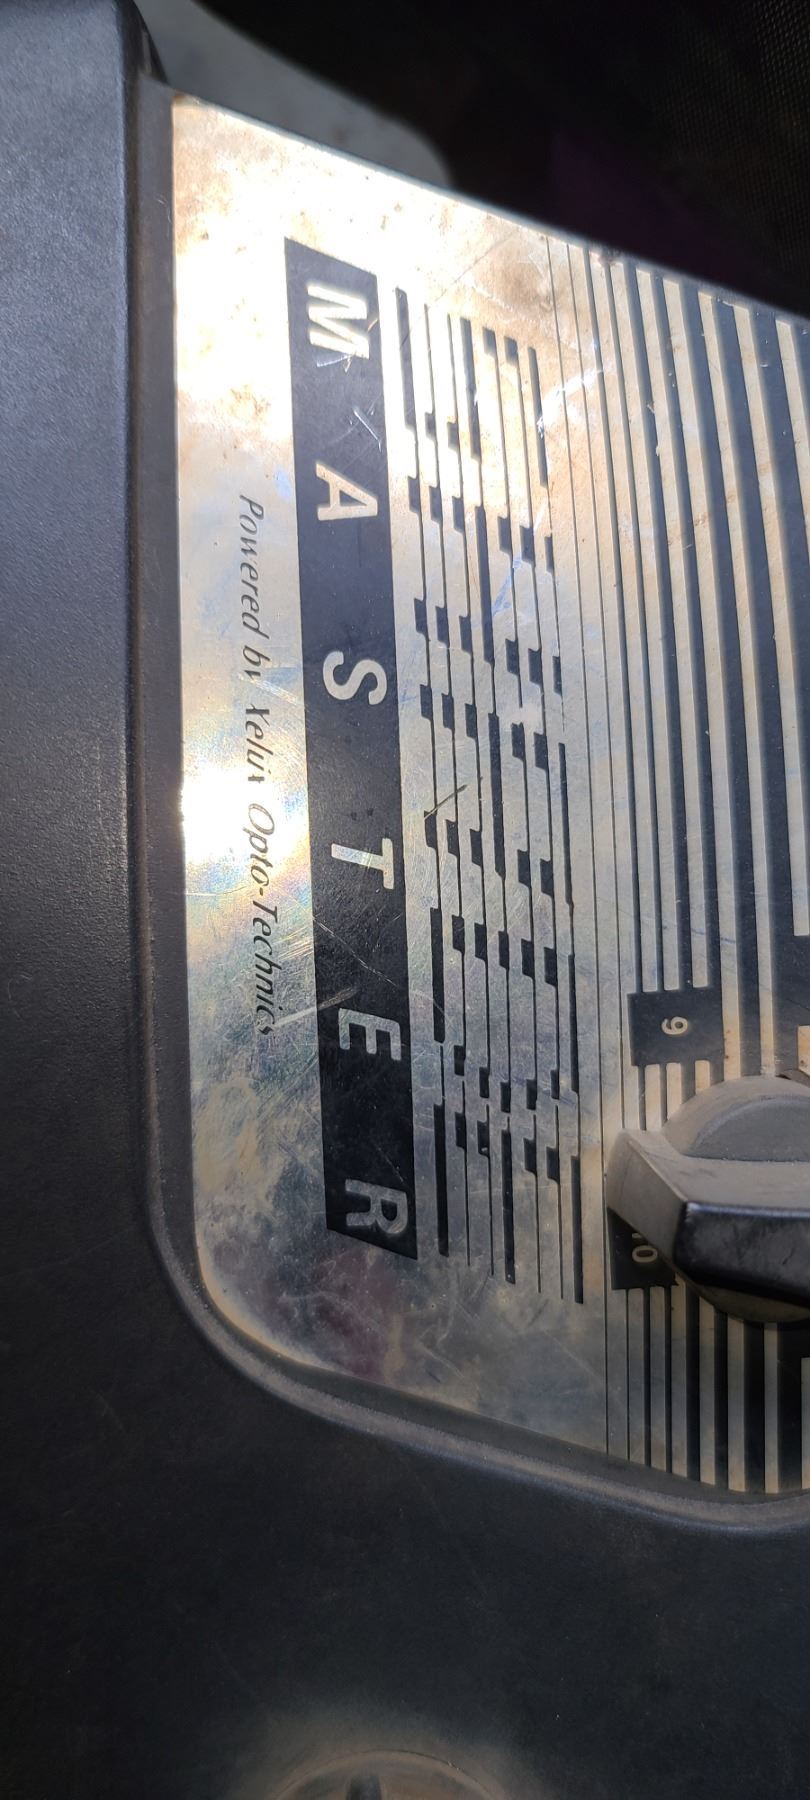 9
10
MASTER
Powered by Xelux Opto-Technics